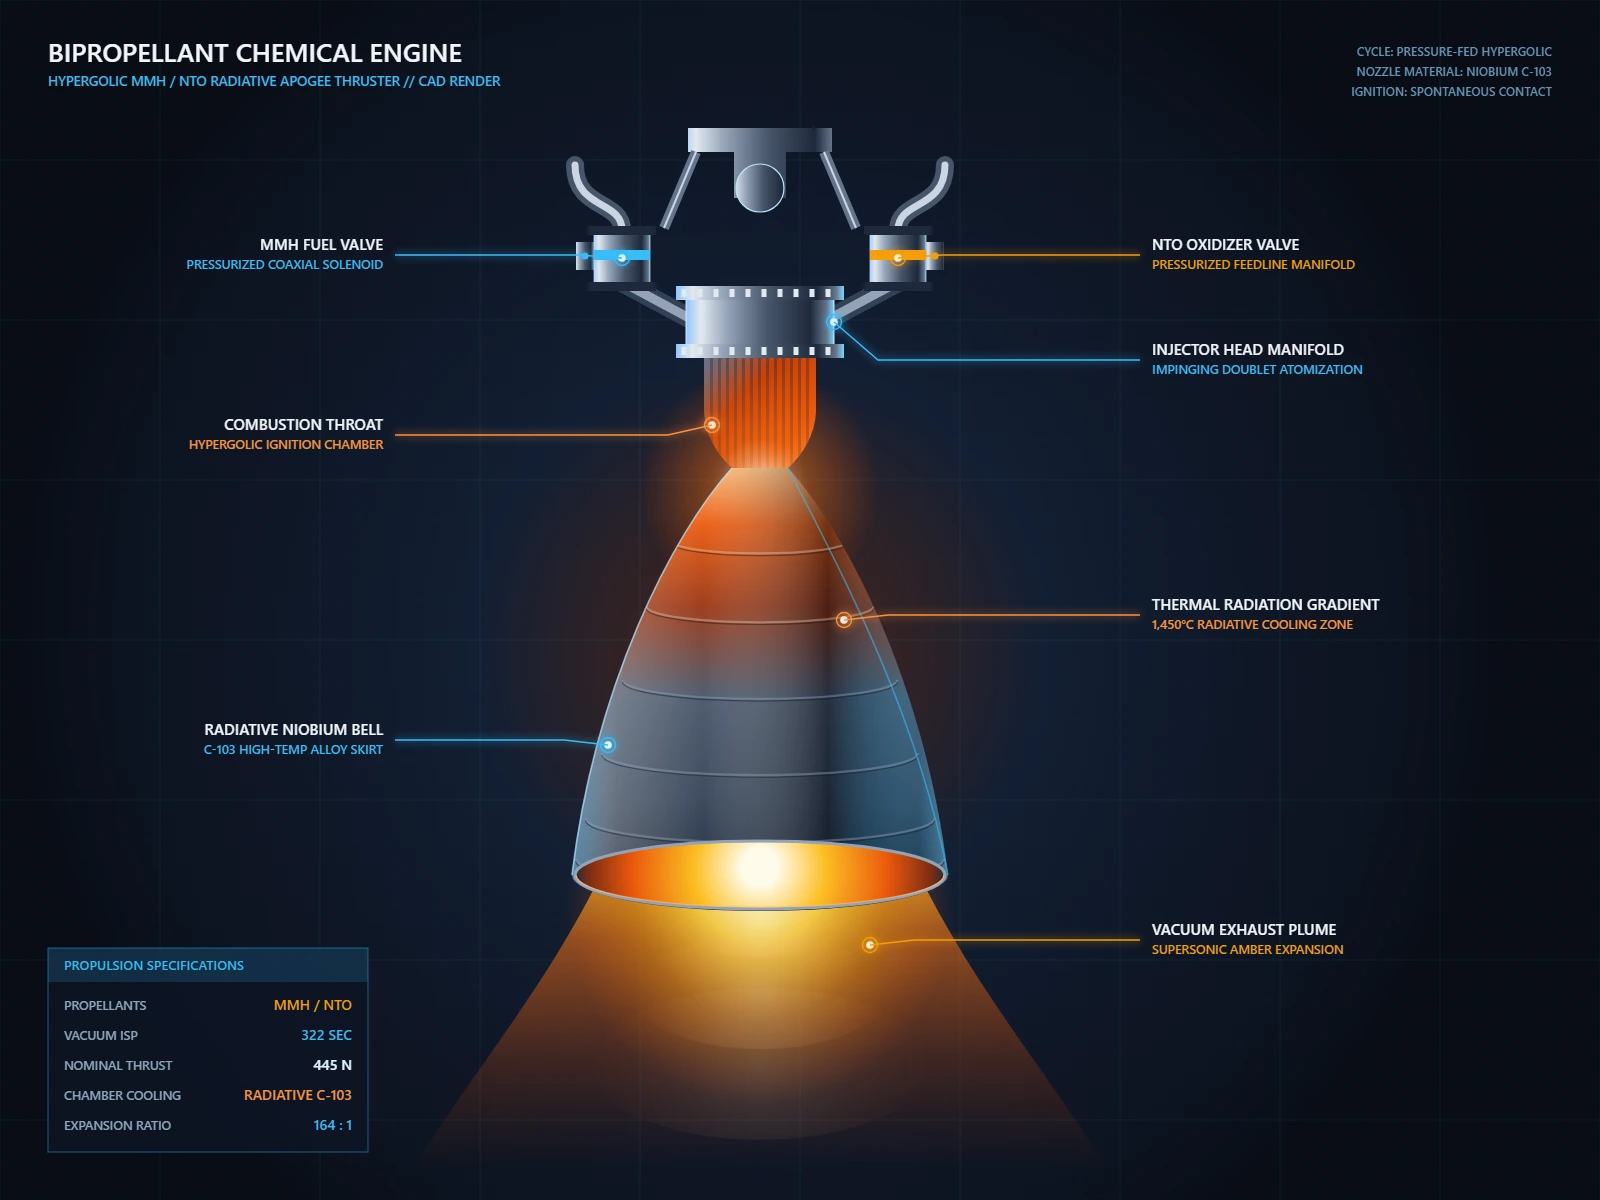 BIPROPELLANT CHEMICAL ENGINE
HYPERGOLIC MMH / NTO RADIATIVE APOGEE THRUSTER // CAD RENDER
CYCLE: PRESSURE-FED HYPERGOLIC
NOZZLE MATERIAL: NIOBIUM C-103
IGNITION: SPONTANEOUS CONTACT
MMH FUEL VALVE
PRESSURIZED COAXIAL SOLENOID
NTO OXIDIZER VALVE
PRESSURIZED FEEDLINE MANIFOLD
INJECTOR HEAD MANIFOLD
IMPINGING DOUBLET ATOMIZATION
COMBUSTION THROAT
HYPERGOLIC IGNITION CHAMBER
THERMAL RADIATION GRADIENT
1,450°C RADIATIVE COOLING ZONE
RADIATIVE NIOBIUM BELL
C-103 HIGH-TEMP ALLOY SKIRT
VACUUM EXHAUST PLUME
SUPERSONIC AMBER EXPANSION
PROPULSION SPECIFICATIONS
PROPELLANTS MMH / NTO
VACUUM ISP 322 SEC
NOMINAL THRUST 445 N
CHAMBER COOLING RADIATIVE C-103
EXPANSION RATIO 164 : 1